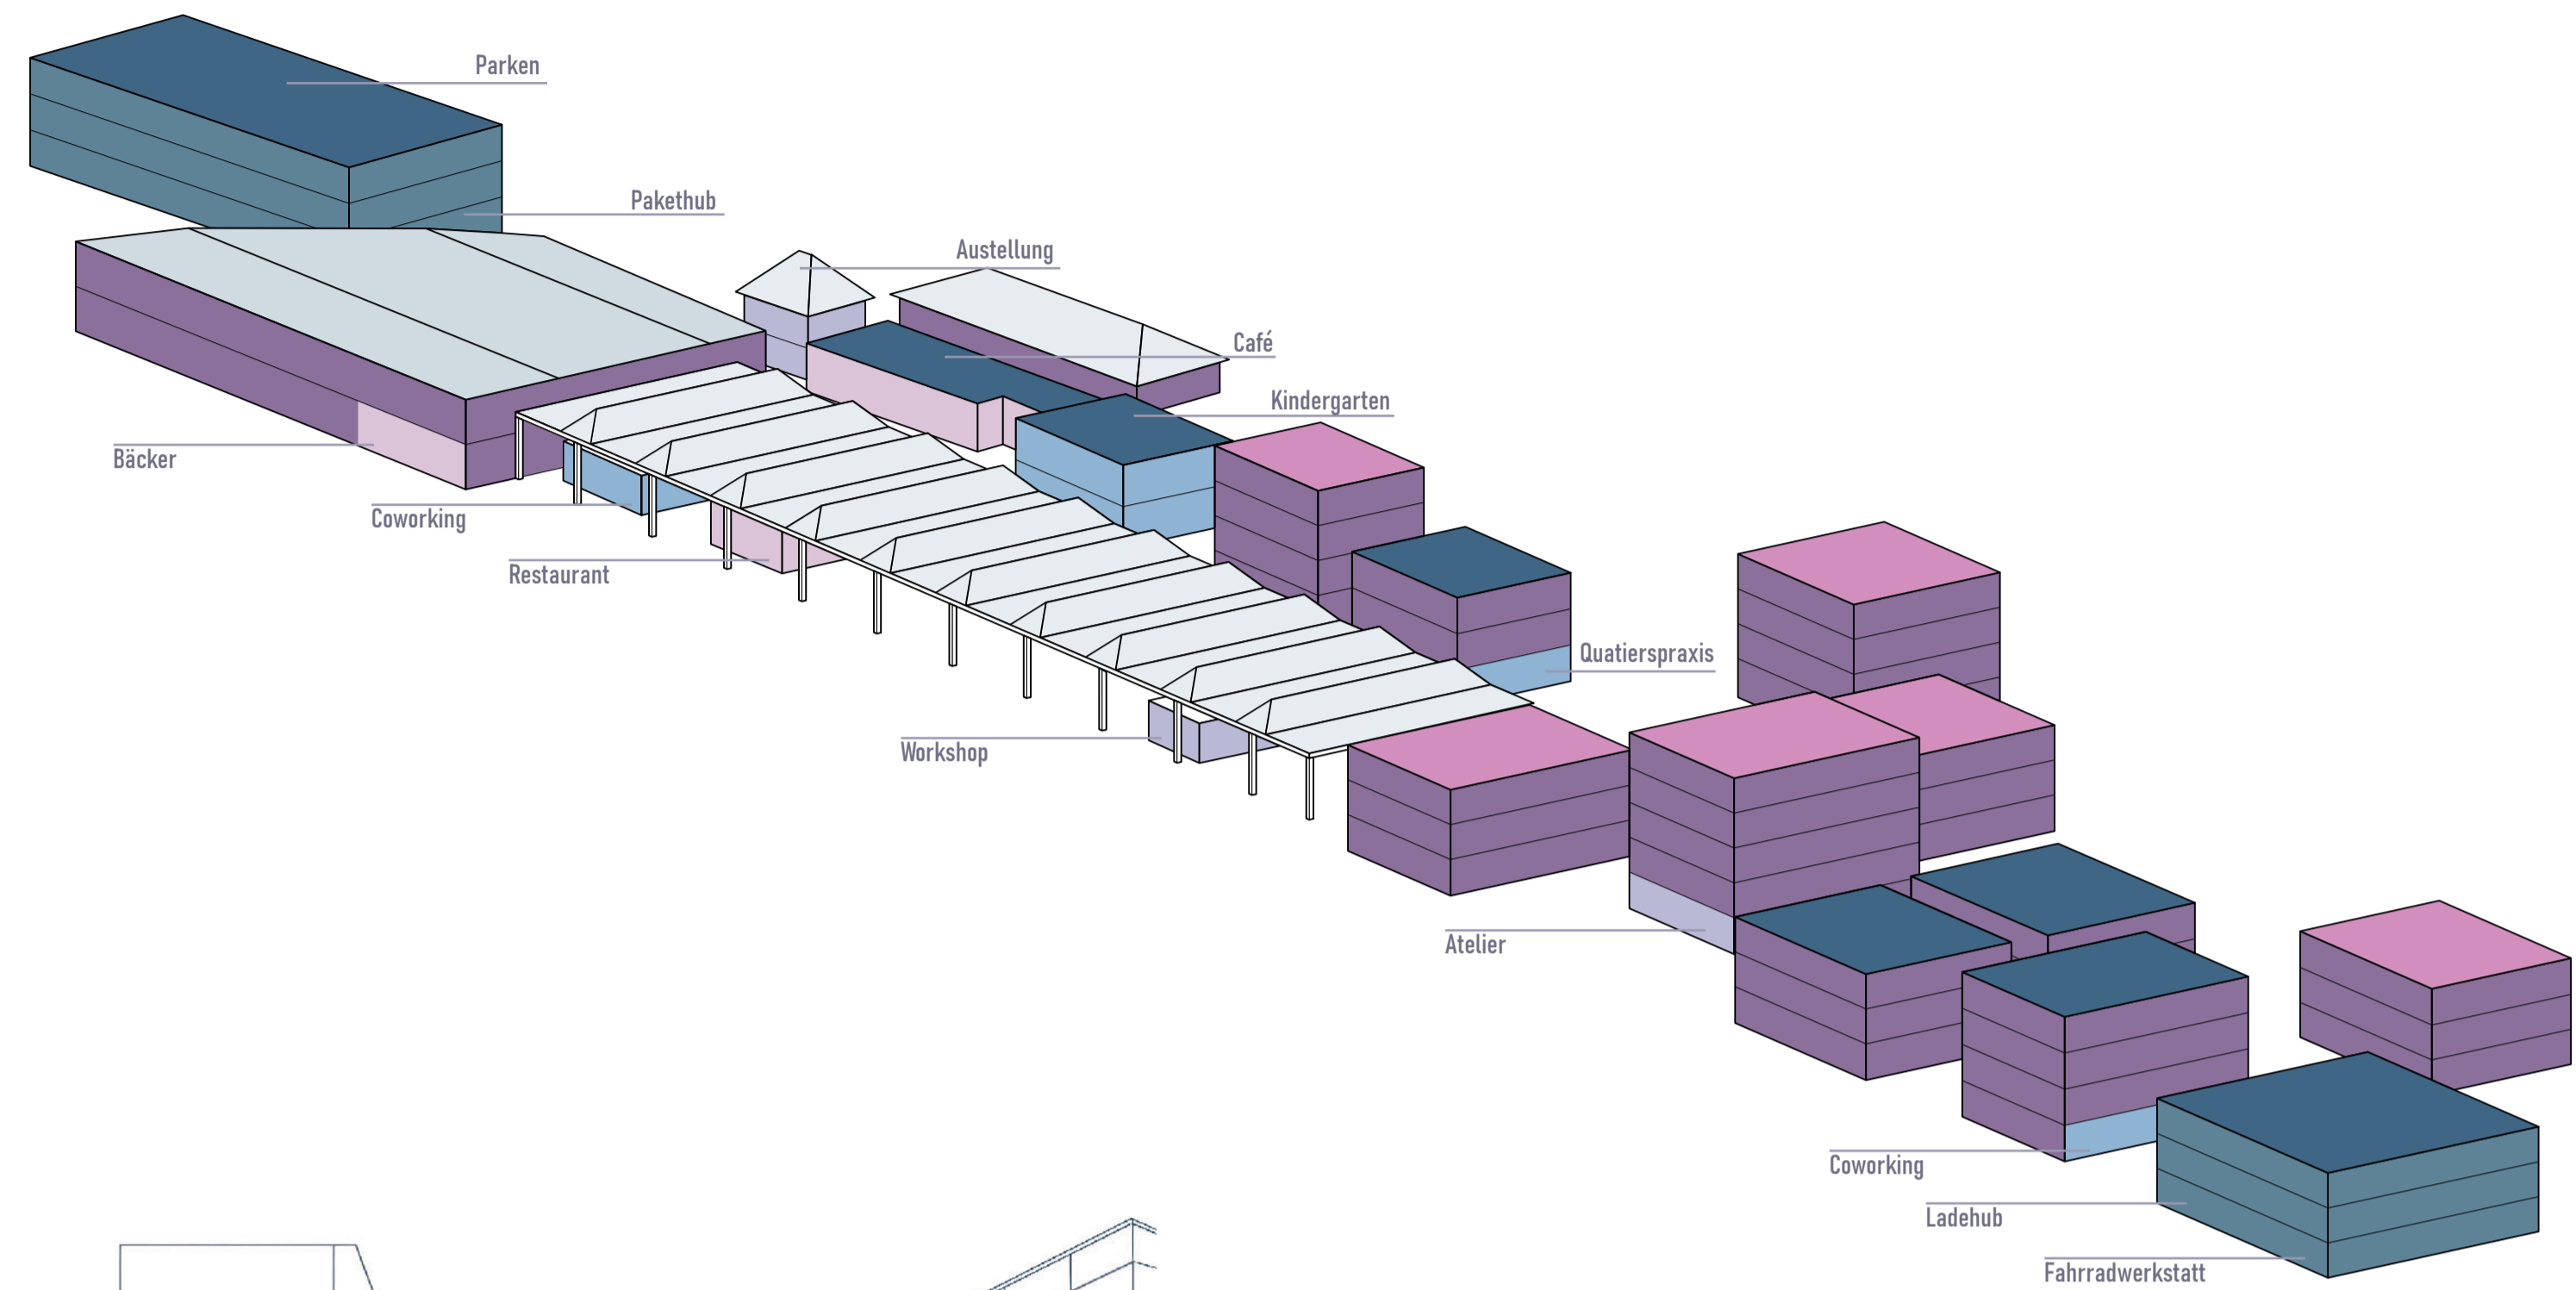 Parken
Pakethub
Austellung
Café
Kindergarten
Bäcker
Coworking
Restaurant
Quatierspraxis
Workshop
Atelier
Coworking
Ladehub
Fahrradwerkstatt